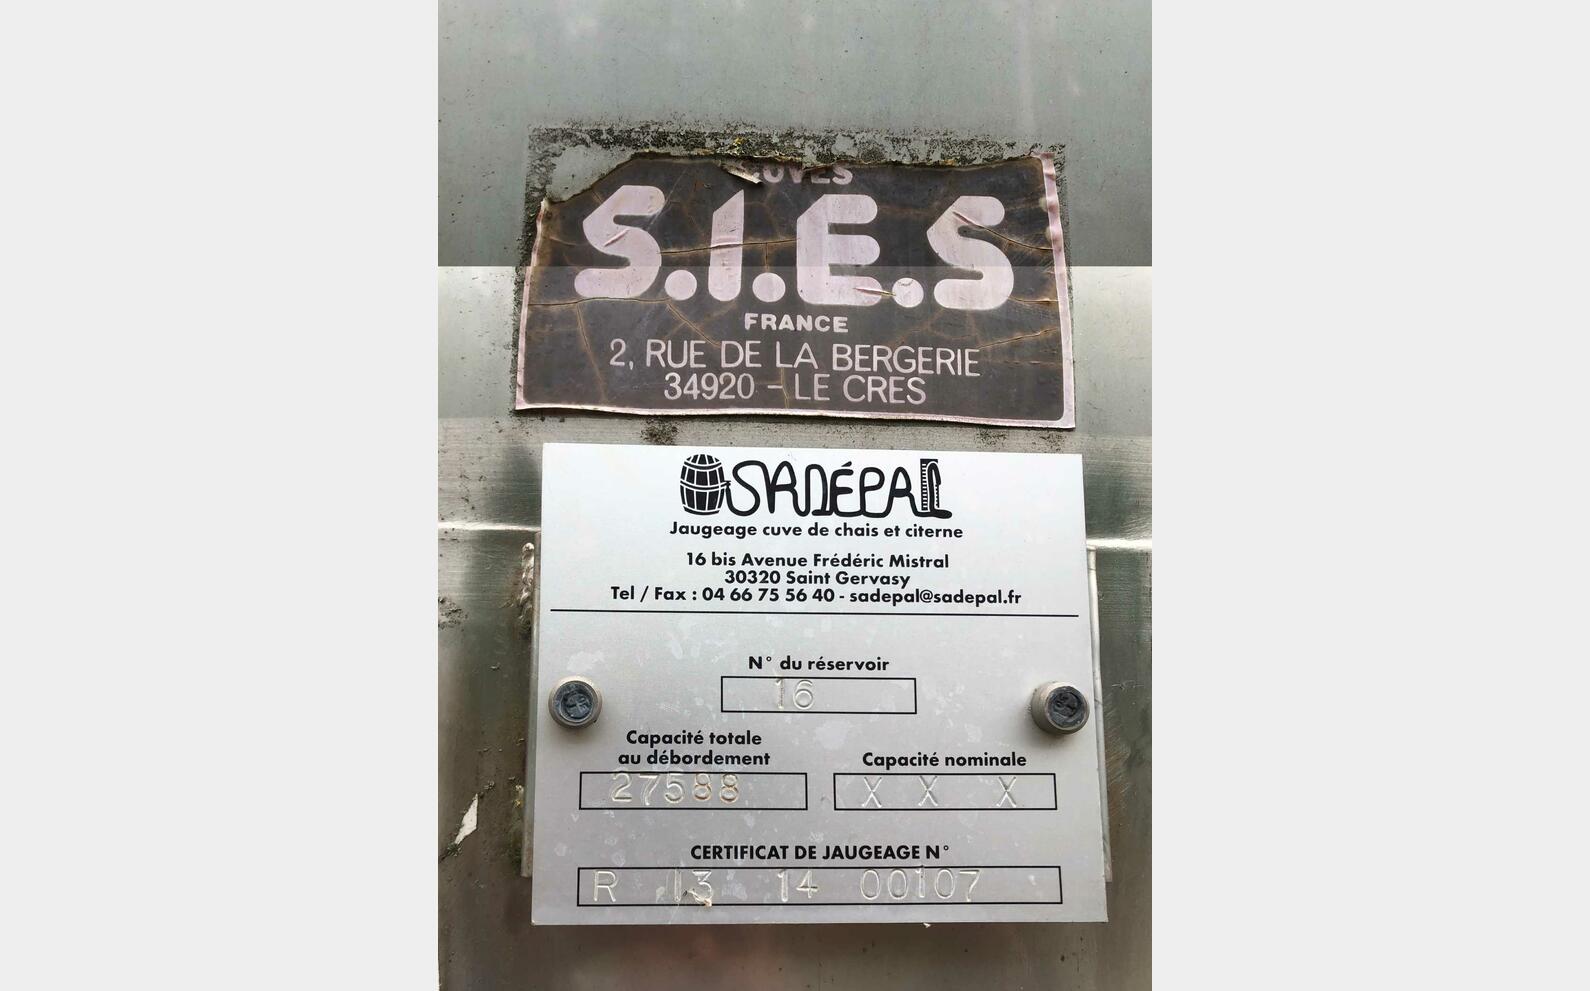 CUVES
S.I.E.S
FRANCE
2, RUE DE LA BERGERIE
34920 - LE CRES
SADÉPAL
Jaugeage cuve de chais et citerne
16 bis Avenue Frédéric Mistral
30320 Saint Gervasy
Tel / Fax : 04 66 75 56 40 - sadepal@sadepal.fr
N° du réservoir
16
Capacité totale
au débordement
27588
Capacité nominale
X X X
CERTIFICAT DE JAUGEAGE N°
R 13 14 00107